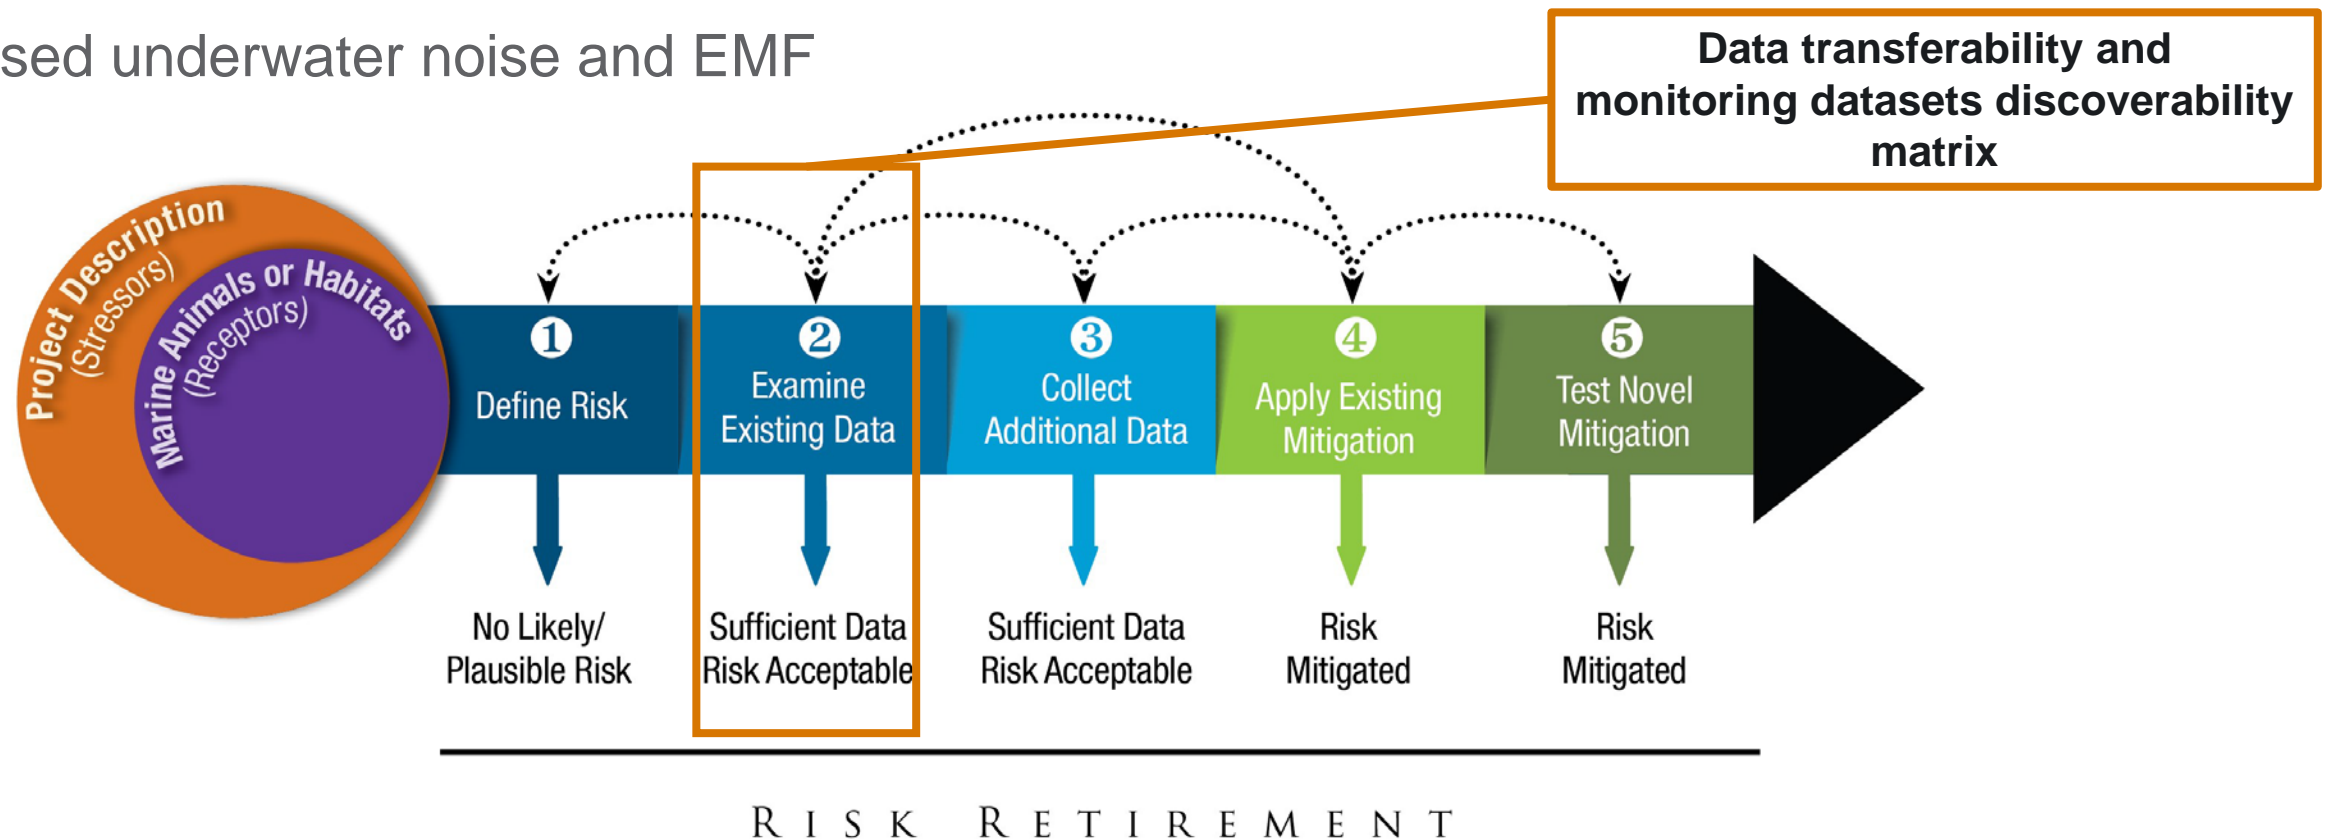 sed underwater noise and EMF
Data transferability and
monitoring datasets discoverability
matrix
Project Description
(Stressors)
Marine Animals or Habitats
(Receptors)
1
Define Risk
2
Examine
Existing Data
3
Collect
Additional Data
4
Apply Existing
Mitigation
5
Test Novel
Mitigation
No Likely/
Plausible Risk
Sufficient Data
Risk Acceptable
Sufficient Data
Risk Acceptable
Risk
Mitigated
Risk
Mitigated
RISK RETIREMENT